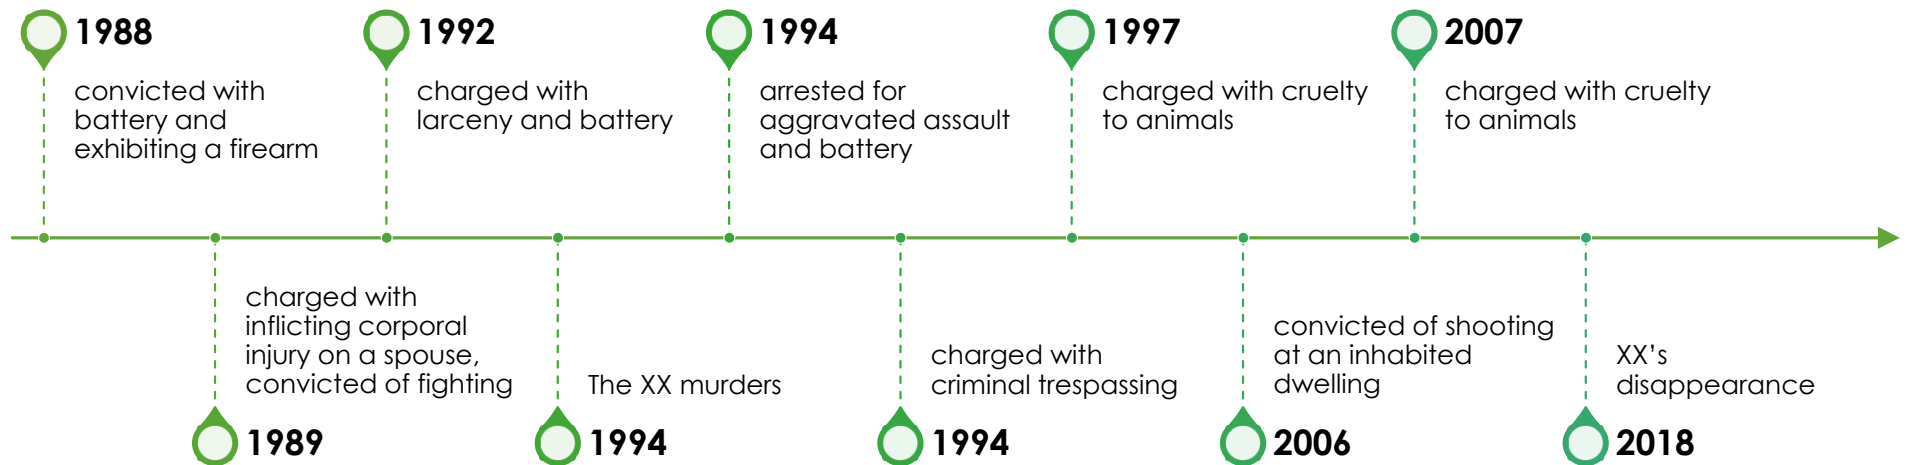 1988
convicted with
battery and
exhibiting a firearm
1989
charged with
inflicting corporal
injury on a spouse,
convicted of fighting
1992
charged with
larceny and battery
1994
The XX murders
1994
arrested for
aggravated assault
and battery
1994
charged with
criminal trespassing
1997
charged with cruelty
to animals
2006
convicted of shooting
at an inhabited
dwelling
2007
charged with cruelty
to animals
2018
XX’s
disappearance